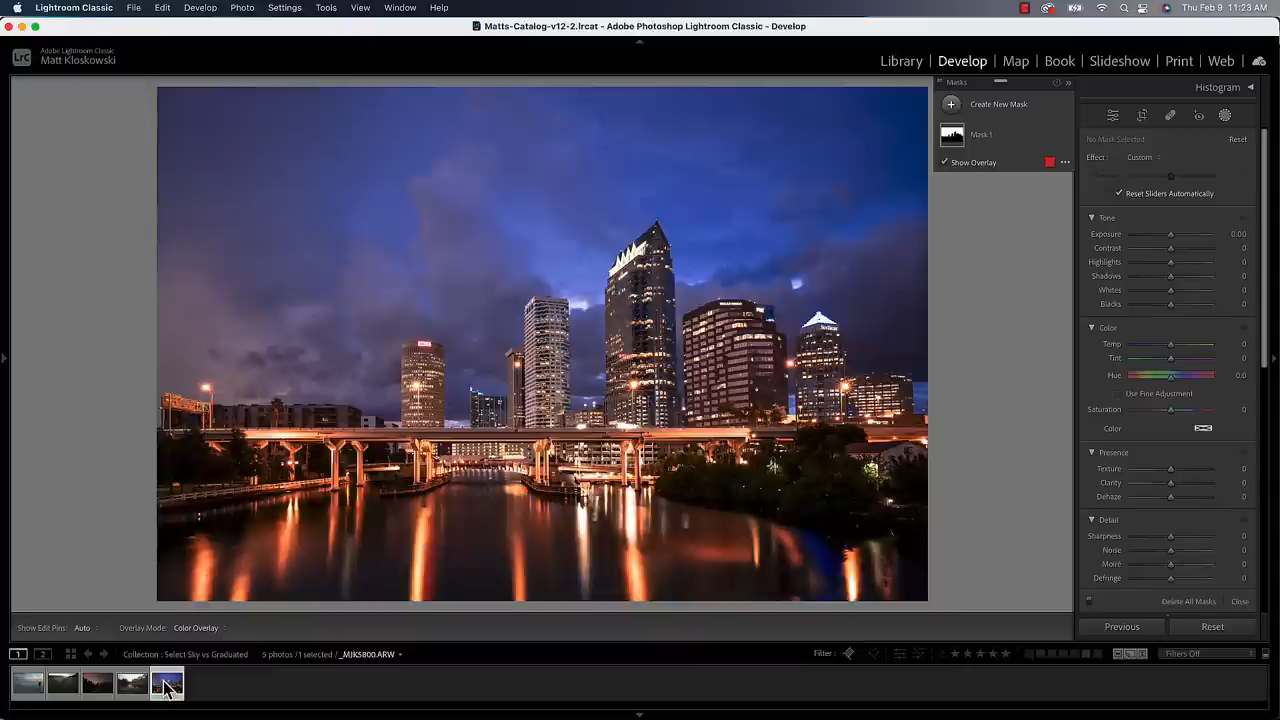 Lightroom Classic File Edit Develop Photo Settings Tools View Window Help Thu Feb 9 11:23 AM
Matts-Catalog-v12-2.lrcat - Adobe Photoshop Lightroom Classic - Develop
LrC
Adobe Lightroom Classic
Matt Kloskowski
Library | Develop | Map | Book | Slideshow | Print | Web
Masks
Create New Mask
Mask 1
Show Overlay
Histogram
No Mask Selected Reset
Effect : Custom
Reset Sliders Automatically
Tone
Exposure 0.00
Contrast 0
Highlights 0
Shadows 0
Whites 0
Blacks 0
Color
Temp 0
Tint 0
Hue 0.0
Use Fine Adjustment
Saturation 0
Color
Presence
Texture 0
Clarity 0
Dehaze 0
Detail
Sharpness 0
Noise 0
Moiré 0
Defringe 0
Delete All Masks Close
Previous Reset
Show Edit Pins: Auto Overlay Mode: Color Overlay
1 2 Collection : Select Sky vs Graduated 5 photos /1 selected /_MJK5800.ARW Filter : Filters Off